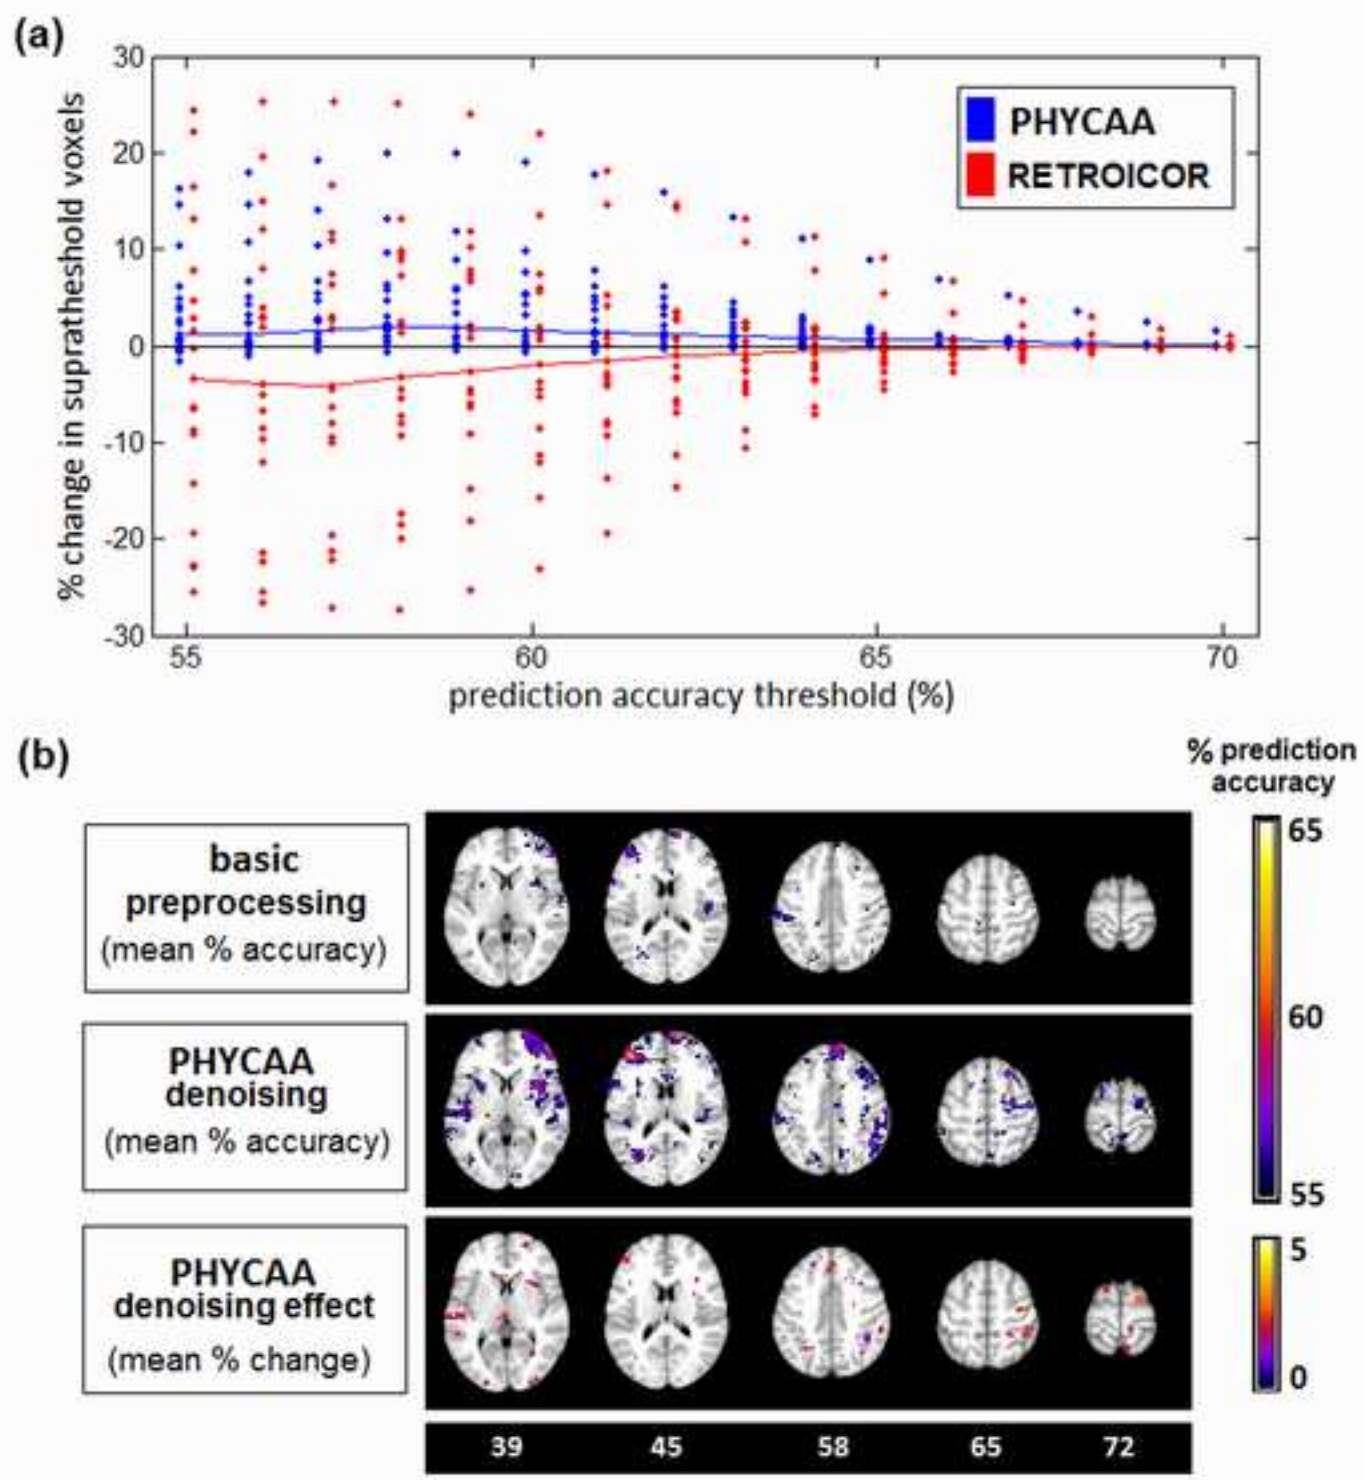 (a)
30
20
10
0
-10
-20
-30
% change in supratheshold voxels
PHYCAA
RETROICOR
55
60
65
70
prediction accuracy threshold (%)
(b)
% prediction
accuracy
basic
preprocessing
(mean % accuracy)
65
PHYCAA
denoising
(mean % accuracy)
60
55
PHYCAA
denoising effect
(mean % change)
5
0
39
45
58
65
72